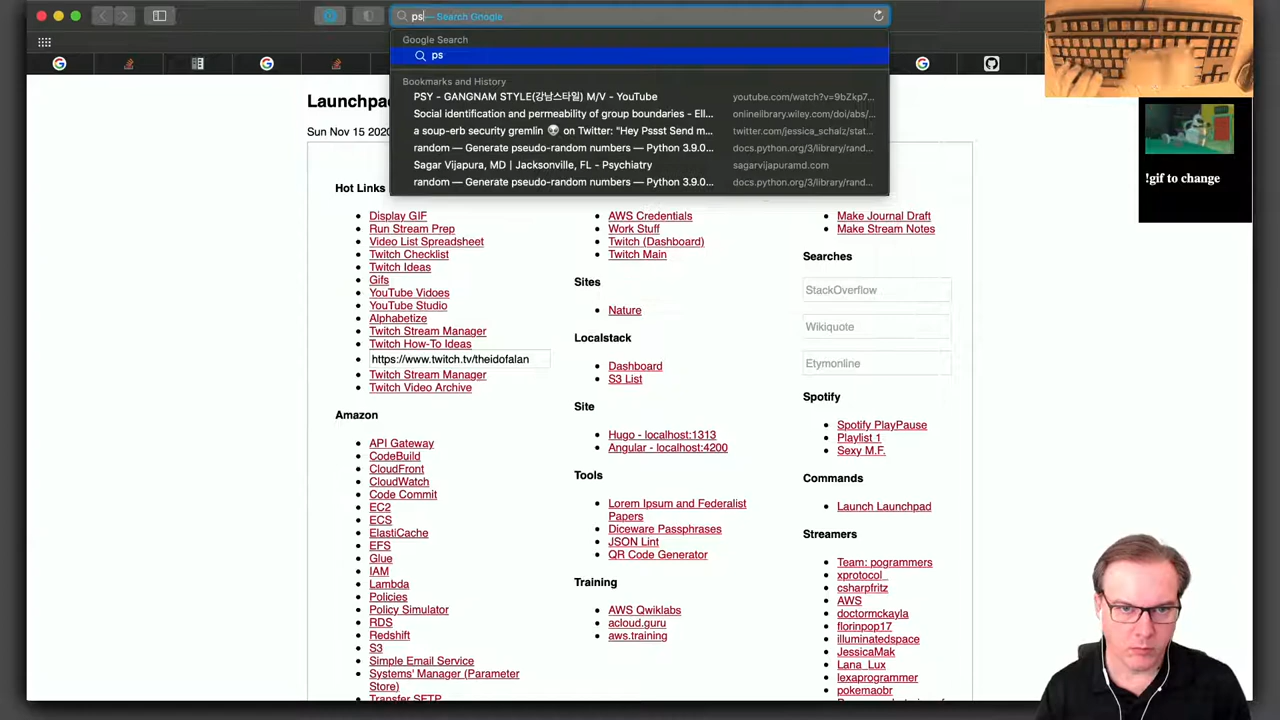 ps — Search Google
Google Search
ps
Bookmarks and History
PSY - GANGNAM STYLE(강남스타일) M/V - YouTube
youtube.com/watch?v=9bZkp7...
Social identification and permeability of group boundaries - Ell...
onlinelibrary.wiley.com/doi/abs/...
a soup-erb security gremlin 👽 on Twitter: "Hey Pssst Send m...
twitter.com/jessica_schalz/stat...
random — Generate pseudo-random numbers — Python 3.9.0...
docs.python.org/3/library/rand...
Sagar Vijapura, MD | Jacksonville, FL - Psychiatry
sagarvijapuramd.com
random — Generate pseudo-random numbers — Python 3.9.0...
docs.python.org/3/library/rand...
!gif to change
Sun Nov 15 2020
Hot Links
Display GIF
Run Stream Prep
Video List Spreadsheet
Twitch Checklist
Twitch Ideas
Gifs
YouTube Vidoes
YouTube Studio
Alphabetize
Twitch Stream Manager
Twitch How-To Ideas
https://www.twitch.tv/theidofalan
Twitch Stream Manager
Twitch Video Archive
Amazon
API Gateway
CodeBuild
CloudFront
CloudWatch
Code Commit
EC2
ECS
ElastiCache
EFS
Glue
IAM
Lambda
Policies
Policy Simulator
RDS
Redshift
S3
Simple Email Service
Systems' Manager (Parameter
Store)
Transfer SFTP
AWS Credentials
Work Stuff
Twitch (Dashboard)
Twitch Main
Sites
Nature
Localstack
Dashboard
S3 List
Site
Hugo - localhost:1313
Angular - localhost:4200
Tools
Lorem Ipsum and Federalist
Papers
Diceware Passphrases
JSON Lint
QR Code Generator
Training
AWS Qwiklabs
acloud.guru
aws.training
Make Journal Draft
Make Stream Notes
Searches
StackOverflow
Wikiquote
Etymonline
Spotify
Spotify PlayPause
Playlist 1
Sexy M.F.
Commands
Launch Launchpad
Streamers
Team: pogrammers
xprotocol_
csharpfritz
AWS
doctormckayla
florinpop17
illuminatedspace
JessicaMak
Lana_Lux
lexaprogrammer
pokemaobr